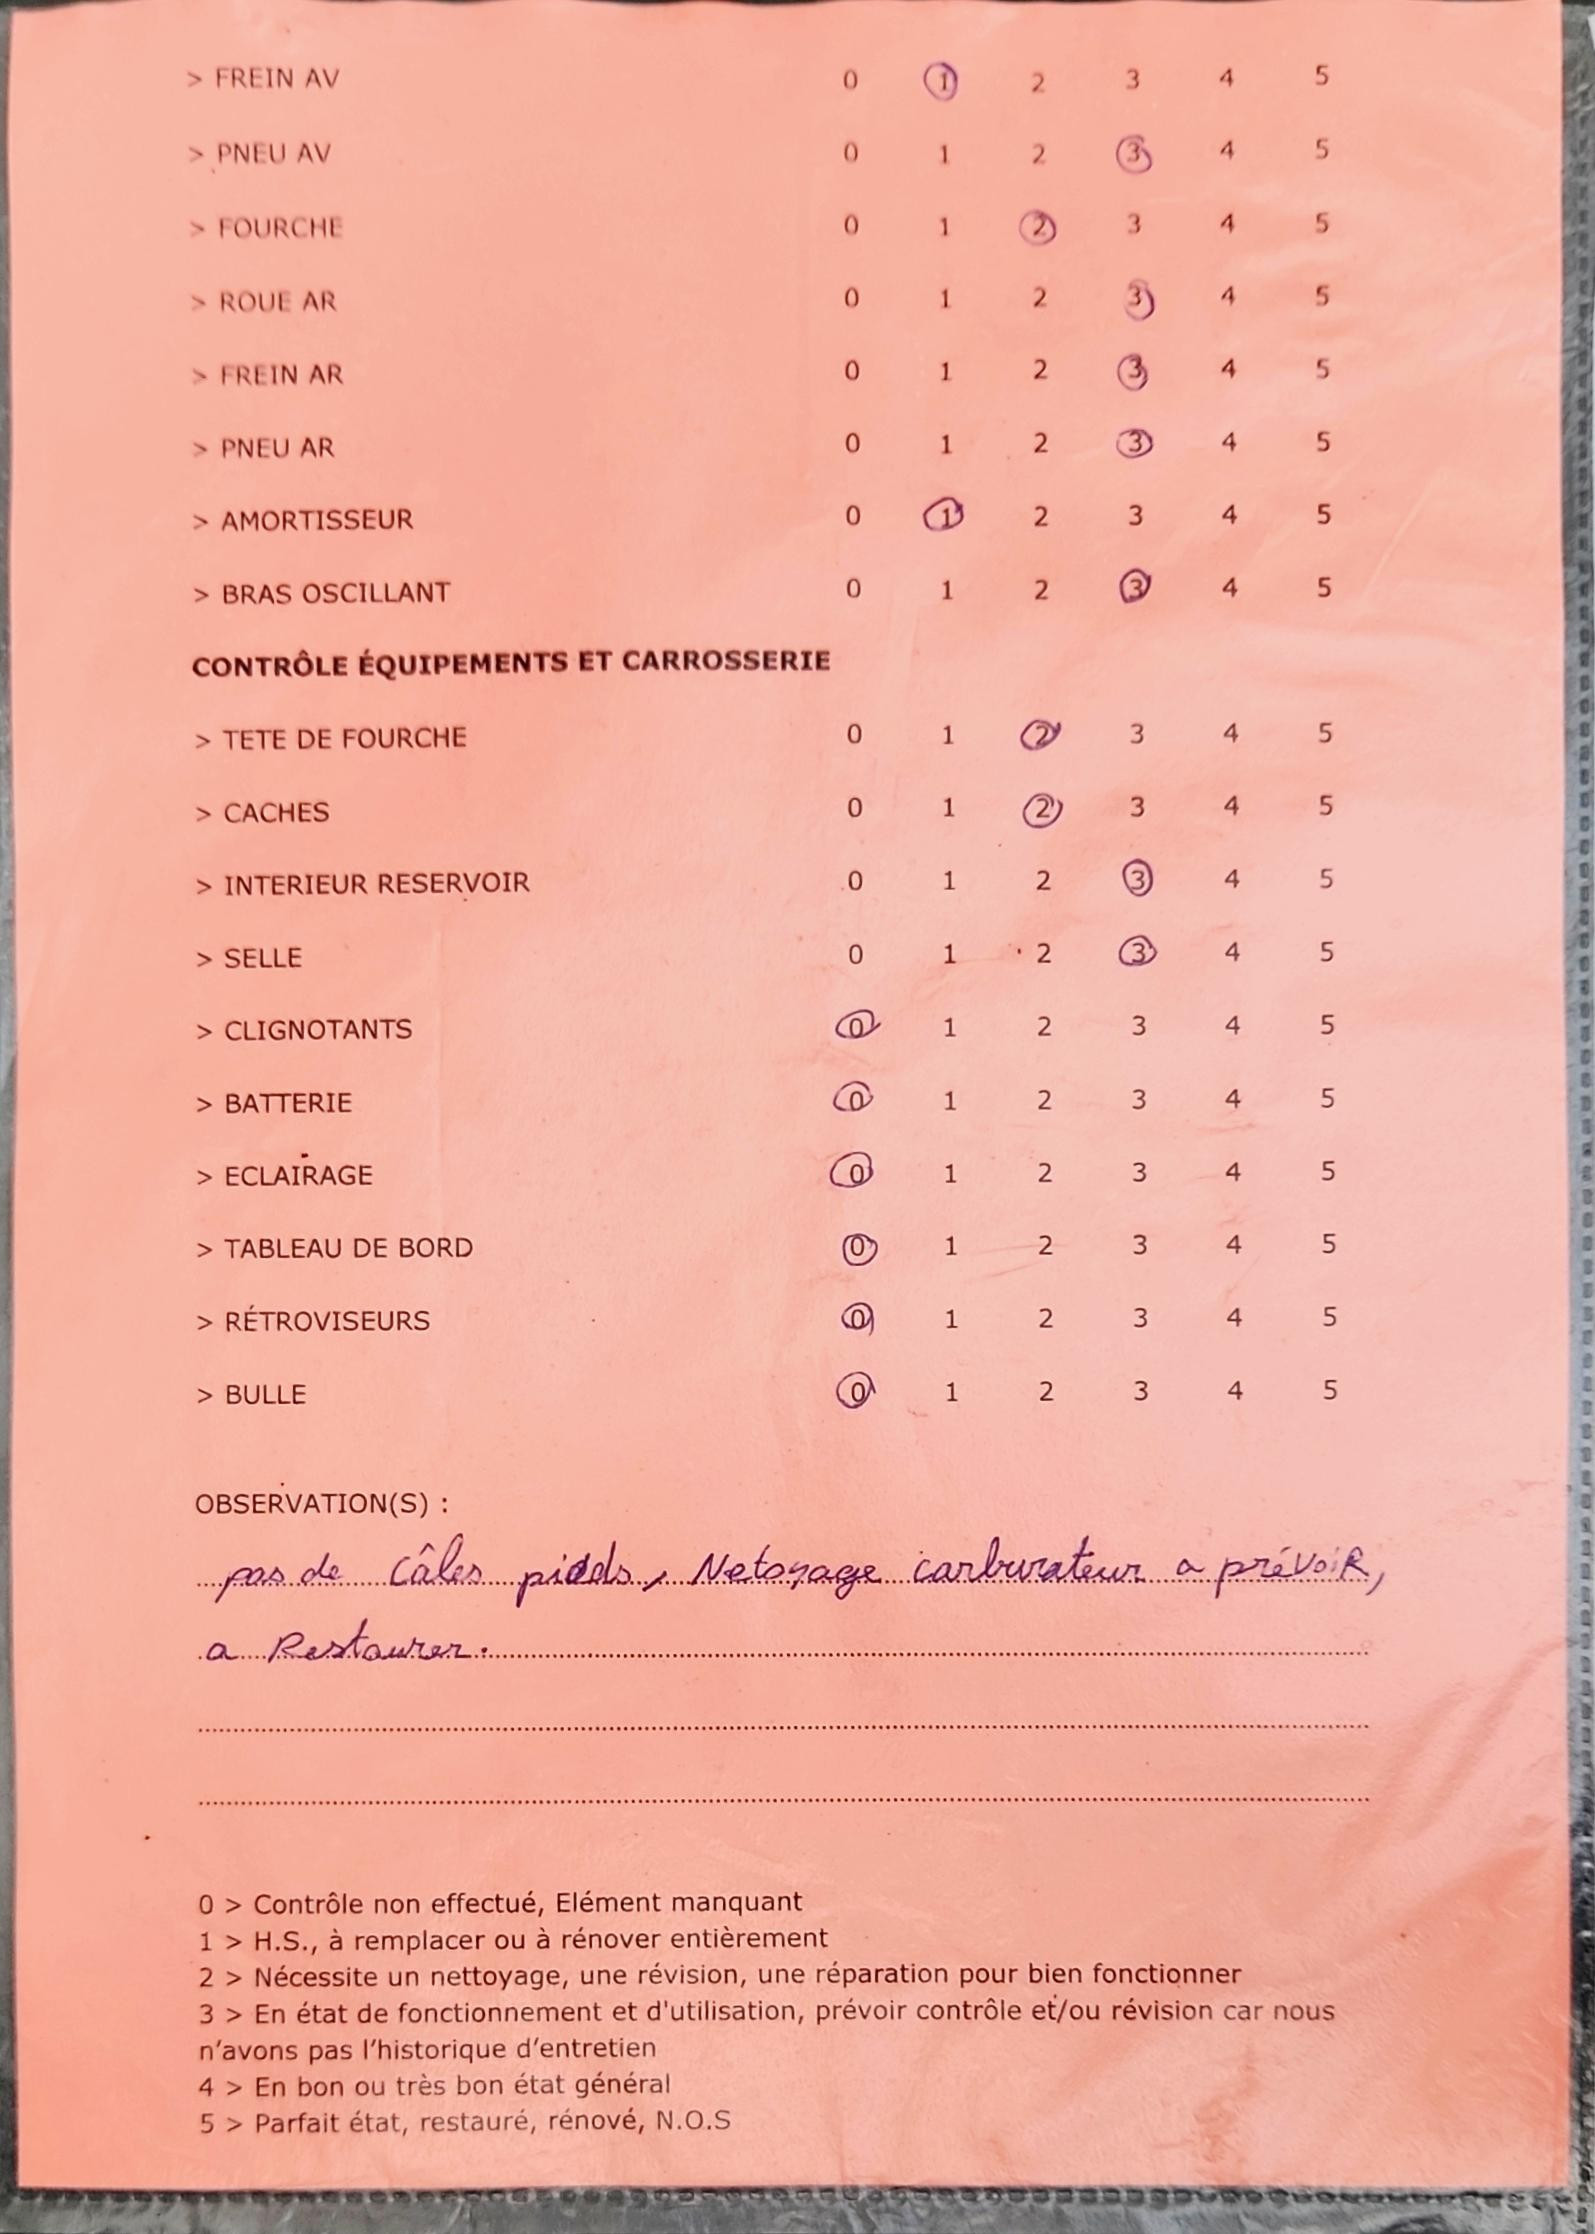 > FREIN AV 0 1 2 3 4 5
> PNEU AV 0 1 2 3 4 5
> FOURCHE 0 1 2 3 4 5
> ROUE AR 0 1 2 3 4 5
> FREIN AR 0 1 2 3 4 5
> PNEU AR 0 1 2 3 4 5
> AMORTISSEUR 0 1 2 3 4 5
> BRAS OSCILLANT 0 1 2 3 4 5
CONTRÔLE ÉQUIPEMENTS ET CARROSSERIE
> TETE DE FOURCHE 0 1 2 3 4 5
> CACHES 0 1 2 3 4 5
> INTERIEUR RESERVOIR 0 1 2 3 4 5
> SELLE 0 1 2 3 4 5
> CLIGNOTANTS 0 1 2 3 4 5
> BATTERIE 0 1 2 3 4 5
> ECLAIRAGE 0 1 2 3 4 5
> TABLEAU DE BORD 0 1 2 3 4 5
> RÉTROVISEURS 0 1 2 3 4 5
> BULLE 0 1 2 3 4 5
OBSERVATION(S) :
pas de câles pieds, Netoyage carburateur a prévoiR,
a Restaurer.
0 > Contrôle non effectué, Elément manquant
1 > H.S., à remplacer ou à rénover entièrement
2 > Nécessite un nettoyage, une révision, une réparation pour bien fonctionner
3 > En état de fonctionnement et d'utilisation, prévoir contrôle et/ou révision car nous
n'avons pas l'historique d'entretien
4 > En bon ou très bon état général
5 > Parfait état, restauré, rénové, N.O.S